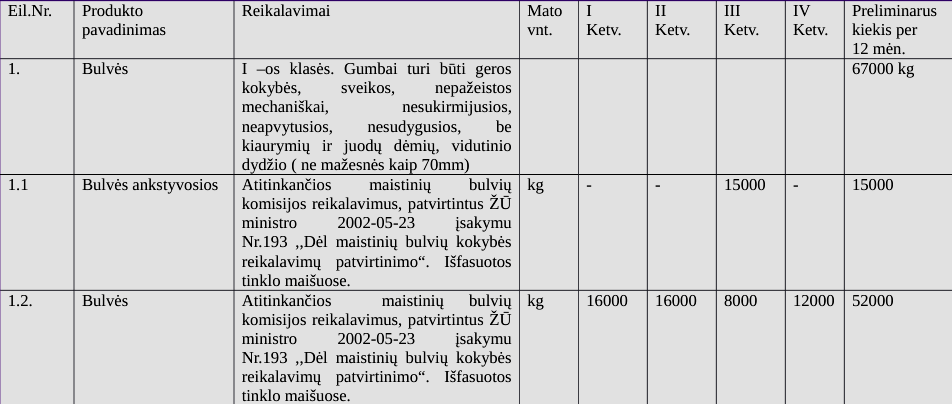 Eil.Nr. Produkto Reikalavimai Mato I II III IV Preliminarus
pavadinimas vnt. Ketv. Ketv. Ketv. Ketv. kiekis per
12 mėn.
1. Bulvės I –os klasės. Gumbai turi būti geros 67000 kg
kokybės, sveikos, nepažeistos
mechaniškai, nesukirmijusios,
neapvytusios, nesudygusios, be
kiaurymių ir juodų dėmių, vidutinio
dydžio ( ne mažesnės kaip 70mm)
1.1 Bulvės ankstyvosios Atitinkančios maistinių bulvių kg - - 15000 - 15000
komisijos reikalavimus, patvirtintus ŽŪ
ministro 2002-05-23 įsakymu
Nr.193 ,,Dėl maistinių bulvių kokybės
reikalavimų patvirtinimo“. Išfasuotos
tinklo maišuose.
1.2. Bulvės Atitinkančios maistinių bulvių kg 16000 16000 8000 12000 52000
komisijos reikalavimus, patvirtintus ŽŪ
ministro 2002-05-23 įsakymu
Nr.193 ,,Dėl maistinių bulvių kokybės
reikalavimų patvirtinimo“. Išfasuotos
tinklo maišuose.